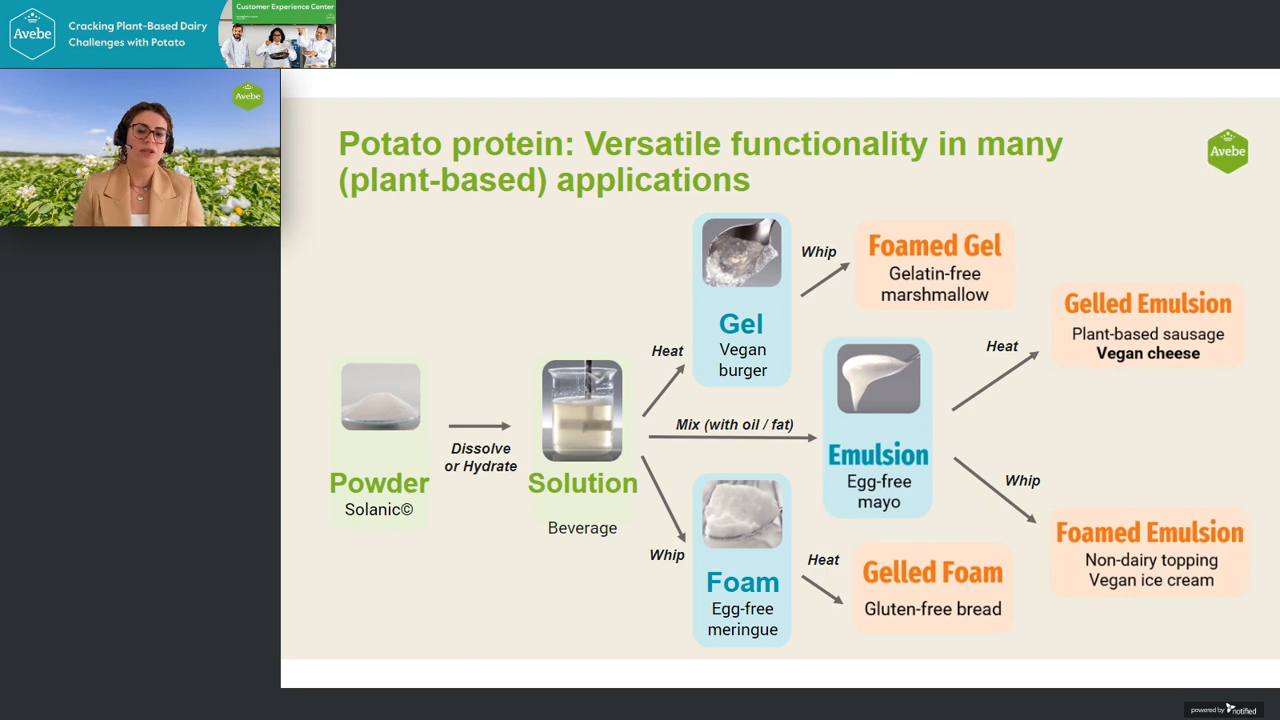 Avebe
Cracking Plant-Based Dairy
Challenges with Potato
Customer Experience Center
Avebe
Potato protein: Versatile functionality in many
(plant-based) applications
Avebe
Powder
Solanic©
Dissolve
or Hydrate
Solution
Beverage
Heat
Gel
Vegan
burger
Whip
Foamed Gel
Gelatin-free
marshmallow
Mix (with oil / fat)
Emulsion
Egg-free
mayo
Heat
Gelled Emulsion
Plant-based sausage
Vegan cheese
Whip
Foamed Emulsion
Non-dairy topping
Vegan ice cream
Whip
Foam
Egg-free
meringue
Heat
Gelled Foam
Gluten-free bread
powered by notified